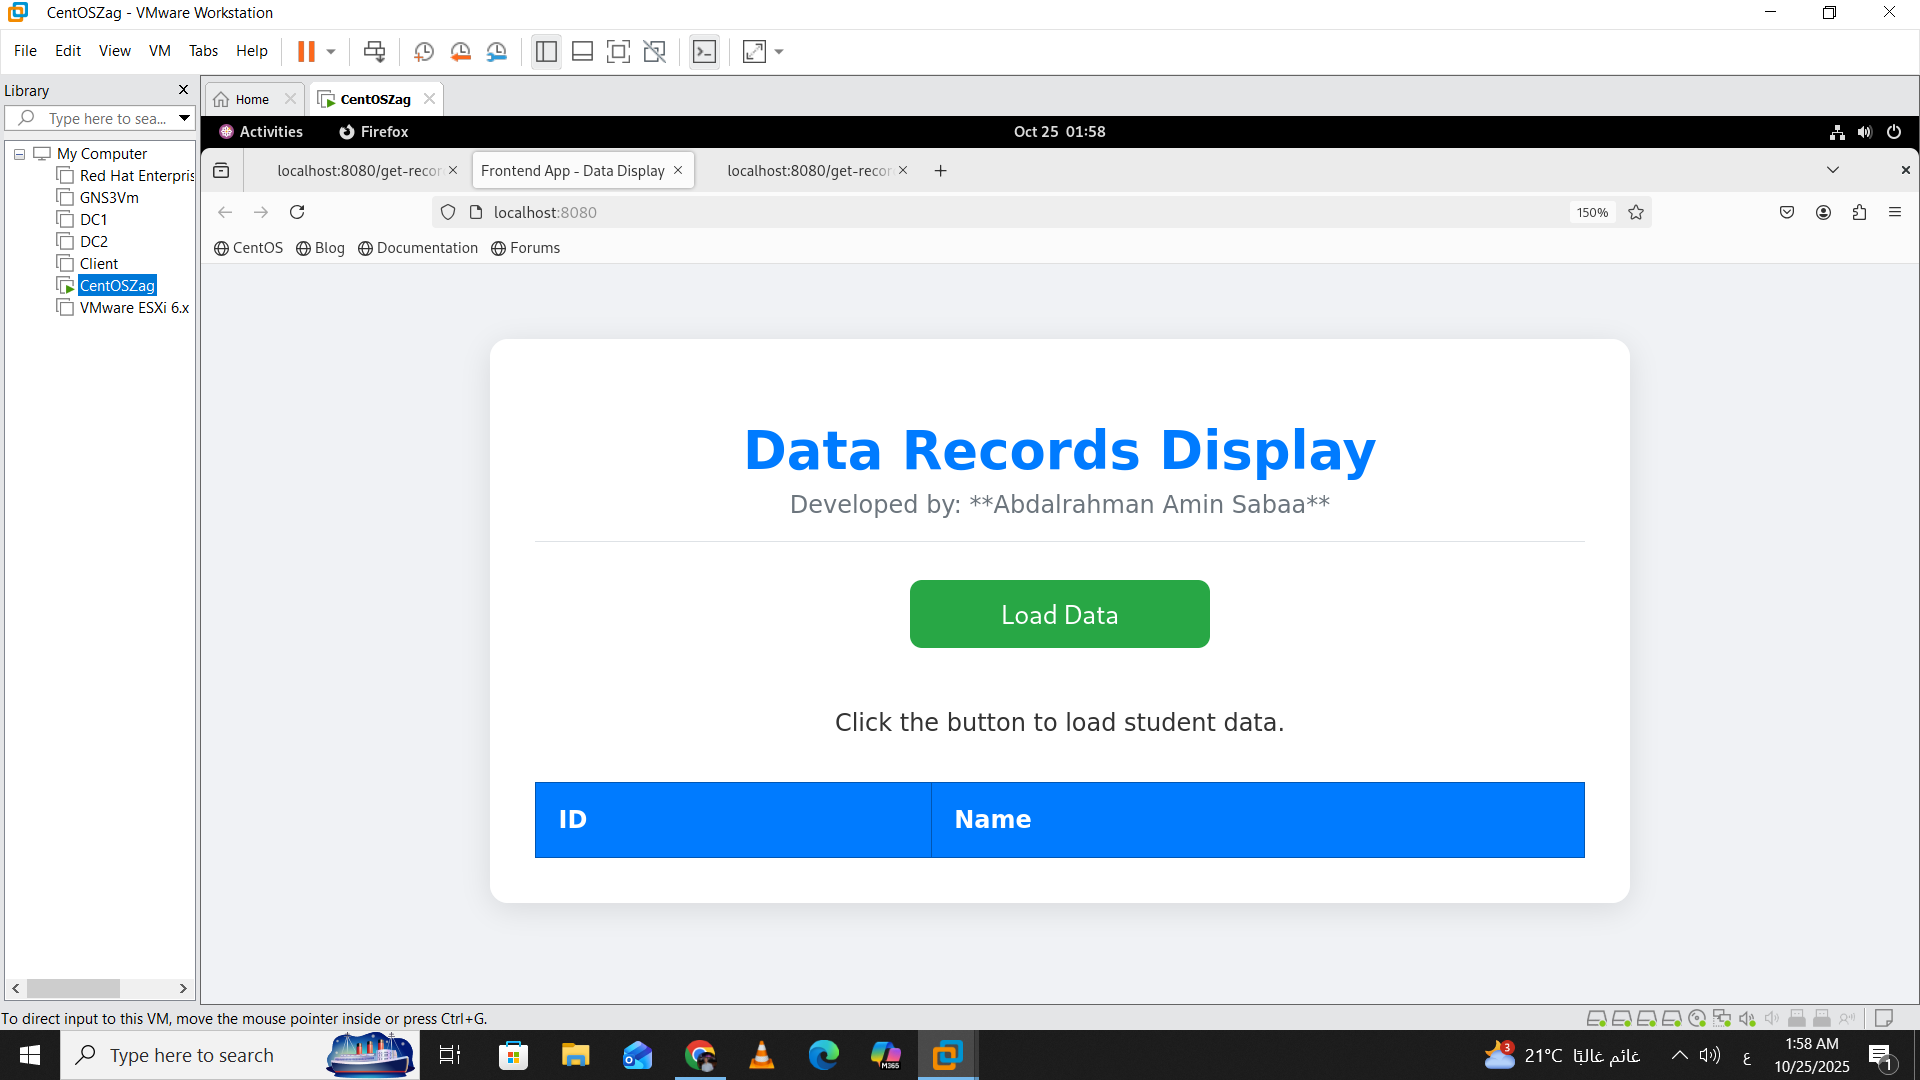 CentOSZag - VMware Workstation
File Edit View VM Tabs Help
Library
Type here to sea...
My Computer
Red Hat Enterpris
GNS3Vm
DC1
DC2
Client
CentOSZag
VMware ESXi 6.x
Home
CentOSZag
Activities
Firefox
Oct 25 01:58
localhost:8080/get-recor
Frontend App - Data Display
localhost:8080/get-recor
localhost:8080
150%
CentOS
Blog
Documentation
Forums
Data Records Display
Developed by: **Abdalrahman Amin Sabaa**
Load Data
Click the button to load student data.
ID
Name
To direct input to this VM, move the mouse pointer inside or press Ctrl+G.
Type here to search
M365
3
21°C غائم غالبًا
ع
1:58 AM
10/25/2025
1